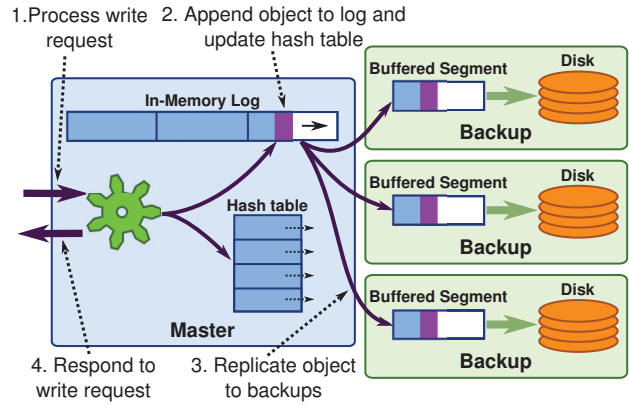 1.Process write
request
2. Append object to log and
update hash table
In-Memory Log
Hash table
Master
Buffered Segment
Disk
Backup
Buffered Segment
Disk
Backup
Buffered Segment
Disk
Backup
4. Respond to
write request
3. Replicate object
to backups